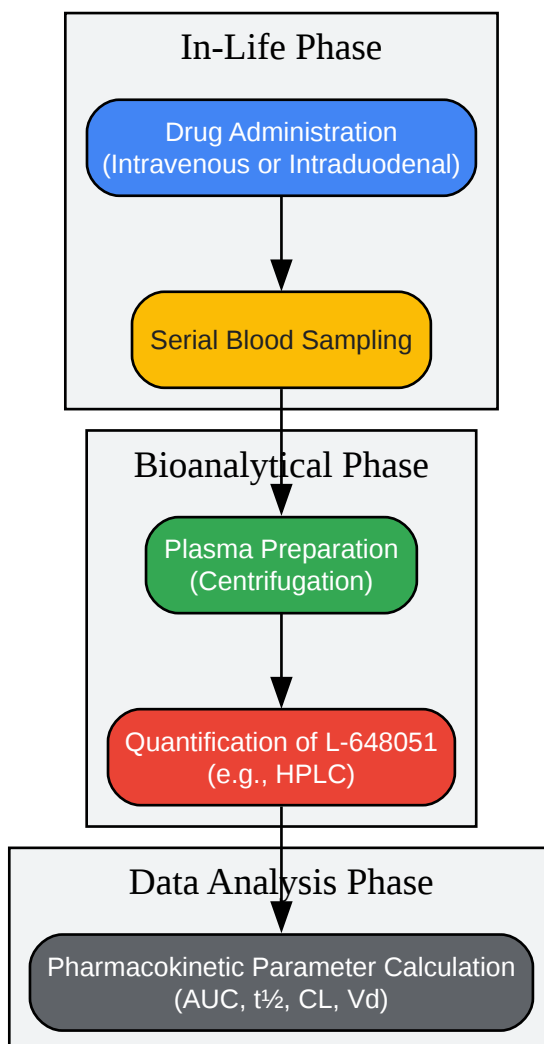 In-Life Phase
Drug Administration
(Intravenous or Intraduodenal)
Serial Blood Sampling
Bioanalytical Phase
Plasma Preparation
(Centrifugation)
Quantification of L-648051
(e.g., HPLC)
Data Analysis Phase
Pharmacokinetic Parameter Calculation
(AUC, t½, CL, Vd)